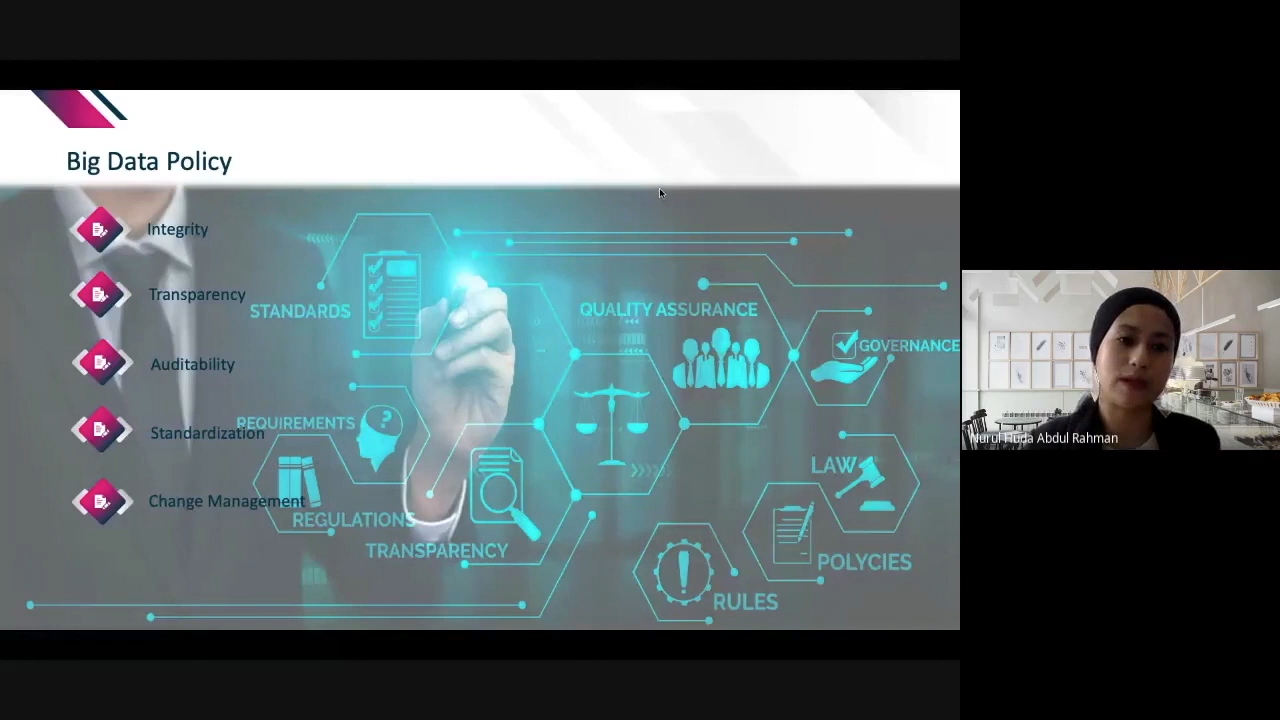 Big Data Policy
Integrity
Transparency
Auditability
Standardization
Change Management
STANDARDS
QUALITY ASSURANCE
GOVERNANCE
REQUIREMENTS
?
LAW
REGULATIONS
TRANSPARENCY
POLYCIES
RULES
!
Nurul Huda Abdul Rahman